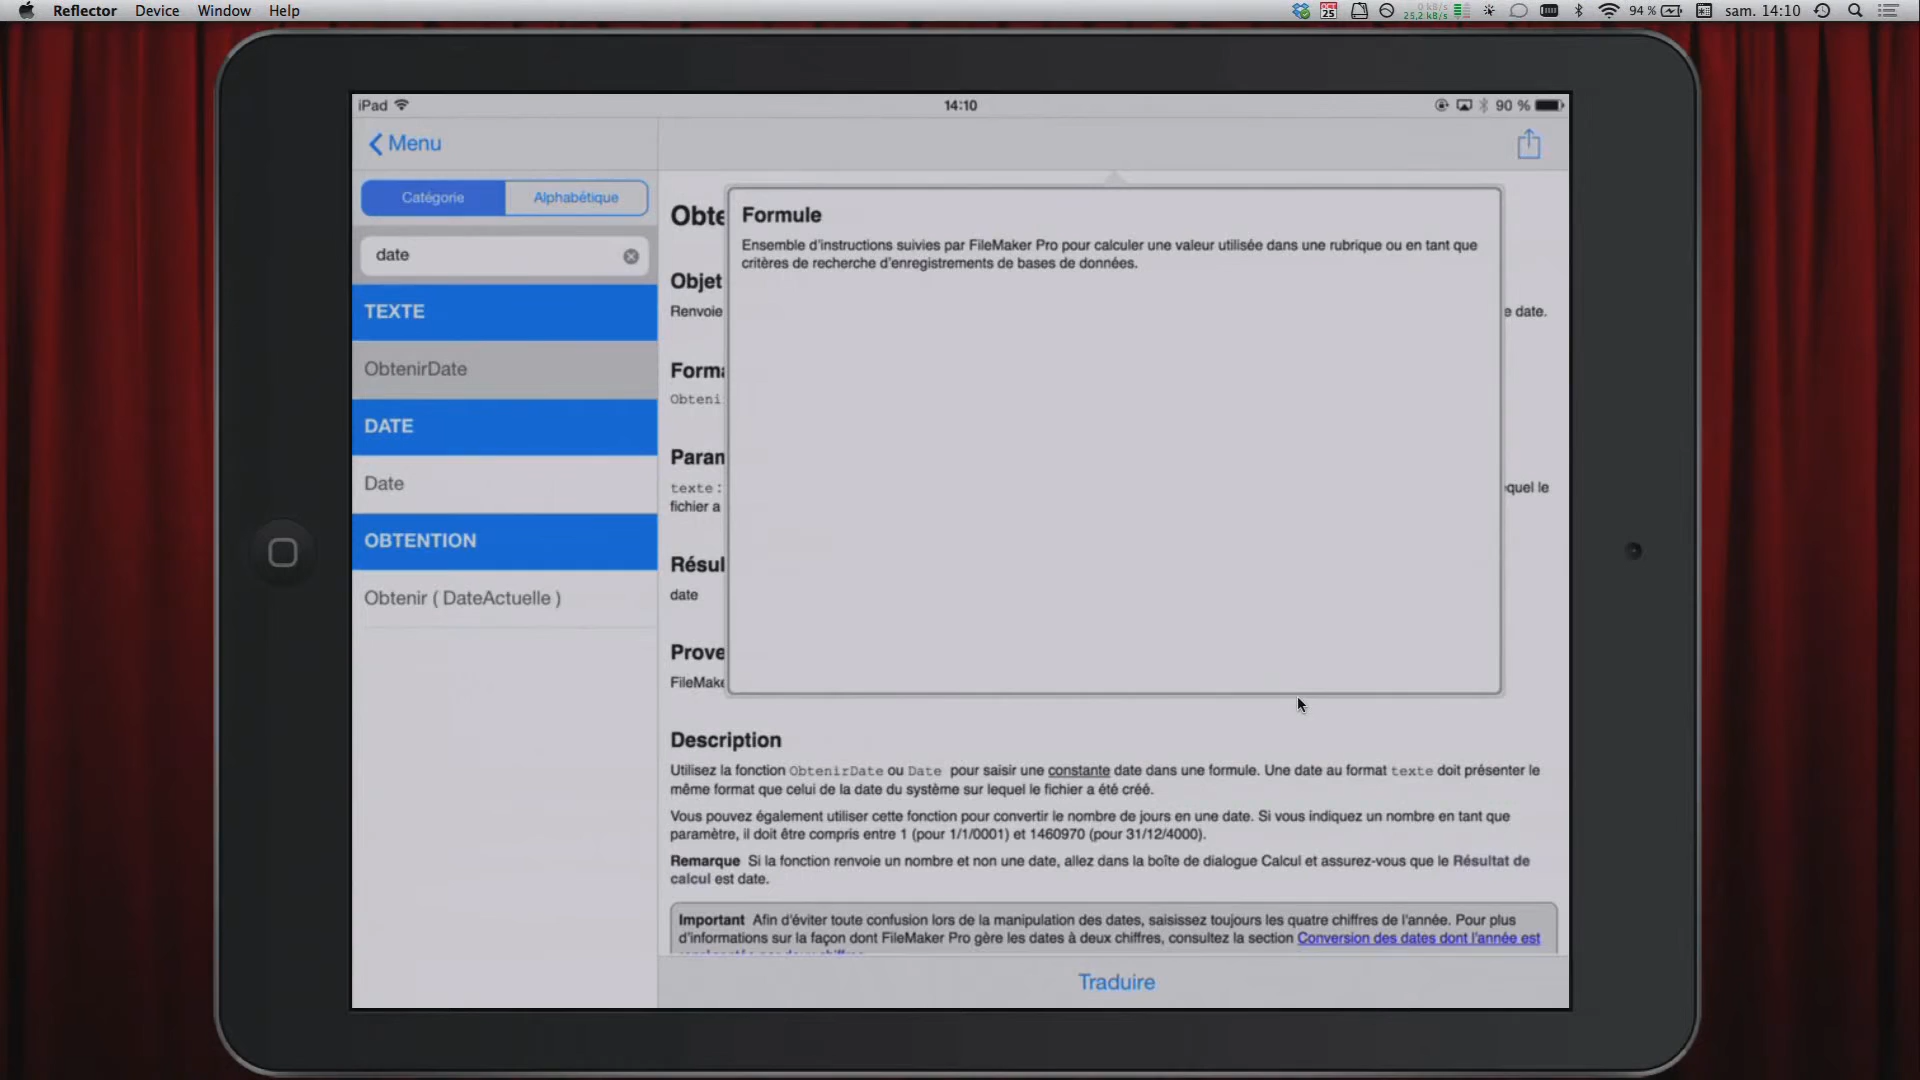 Reflector Device Window Help
OCT 25
0 kB/s
25,2 kB/s
94 %
sam. 14:10
iPad
14:10
90 %
Menu
Catégorie
Alphabétique
date
TEXTE
ObtenirDate
DATE
Date
OBTENTION
Obtenir ( DateActuelle )
Obte
Formule
Ensemble d'instructions suivies par FileMaker Pro pour calculer une valeur utilisée dans une rubrique ou en tant que
critères de recherche d'enregistrements de bases de données.
Objet
Renvoie
e date.
Forma
Obteni
Param
texte :
quel le
fichier a
Résul
date
Prove
FileMake
Description
Utilisez la fonction ObtenirDate ou Date pour saisir une constante date dans une formule. Une date au format texte doit présenter le
même format que celui de la date du système sur lequel le fichier a été créé.
Vous pouvez également utiliser cette fonction pour convertir le nombre de jours en une date. Si vous indiquez un nombre en tant que
paramètre, il doit être compris entre 1 (pour 1/1/0001) et 1460970 (pour 31/12/4000).
Remarque Si la fonction renvoie un nombre et non une date, allez dans la boîte de dialogue Calcul et assurez-vous que le Résultat de
calcul est date.
Important Afin d'éviter toute confusion lors de la manipulation des dates, saisissez toujours les quatre chiffres de l'année. Pour plus
d'informations sur la façon dont FileMaker Pro gère les dates à deux chiffres, consultez la section Conversion des dates dont l'année est
Traduire